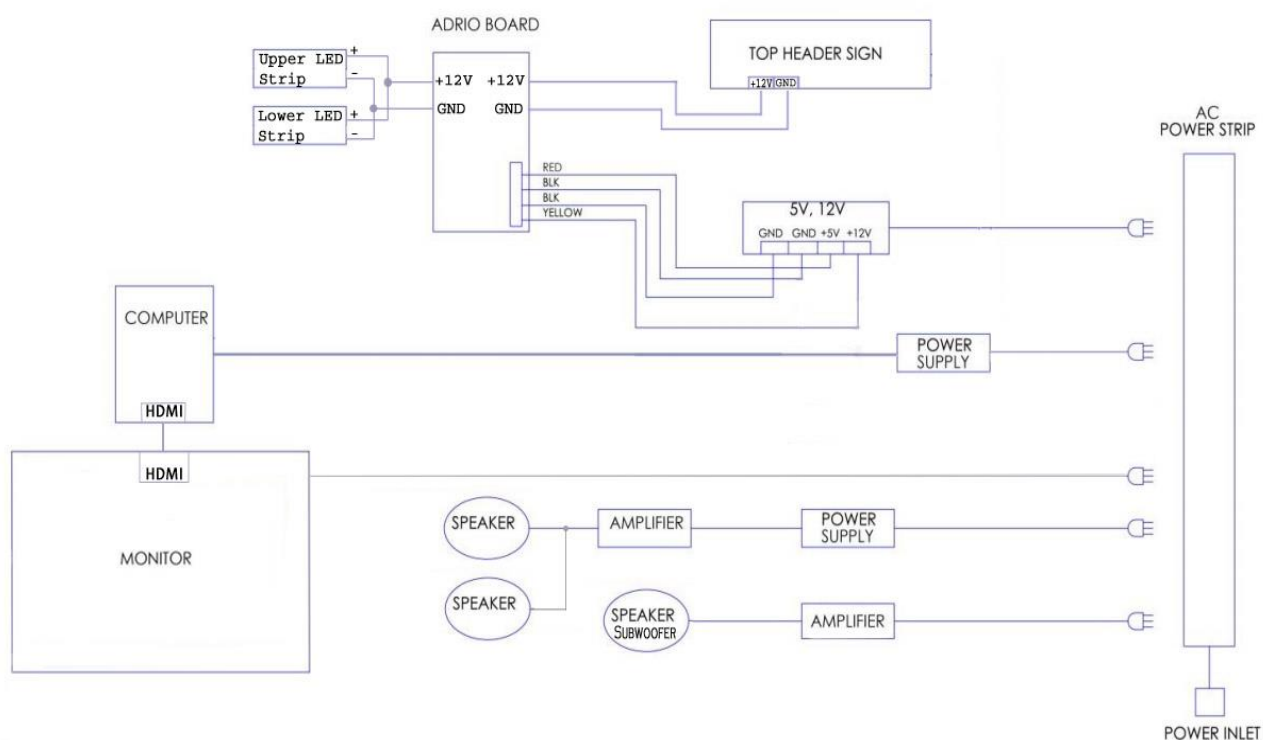 ADRIO BOARD
Upper LED +
Strip -
Lower LED +
Strip -
+12V +12V
GND GND
TOP HEADER SIGN
+12V GND
AC
POWER STRIP
RED
BLK
BLK
YELLOW
5V, 12V
GND GND +5V +12V
COMPUTER
HDMI
POWER
SUPPLY
HDMI
MONITOR
SPEAKER
AMPLIFIER
POWER
SUPPLY
SPEAKER
SPEAKER
SUBWOOFER
AMPLIFIER
POWER INLET